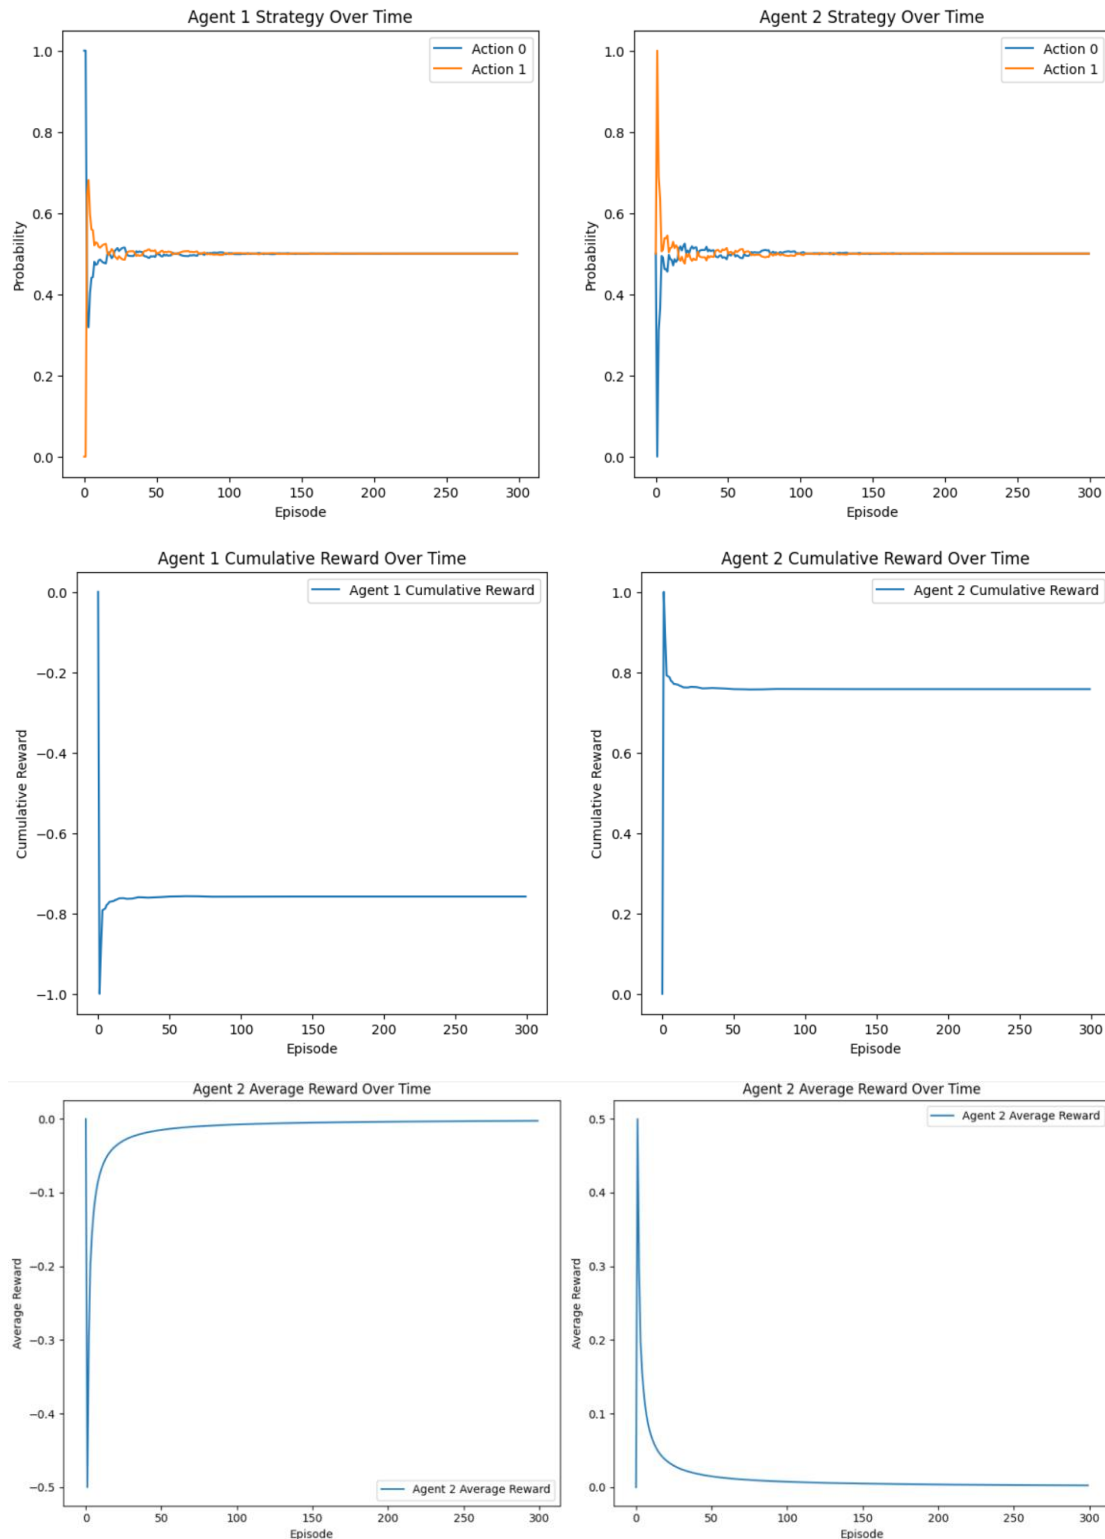 Agent 1 Strategy Over Time
1.0
0.8
0.6
0.4
0.2
0.0
Probability
Action 0
Action 1
0 50 100 150 200 250 300
Episode
Agent 2 Strategy Over Time
1.0
0.8
0.6
0.4
0.2
0.0
Probability
Action 0
Action 1
0 50 100 150 200 250 300
Episode
Agent 1 Cumulative Reward Over Time
0.0
−0.2
−0.4
−0.6
−0.8
−1.0
Cumulative Reward
Agent 1 Cumulative Reward
0 50 100 150 200 250 300
Episode
Agent 2 Cumulative Reward Over Time
1.0
0.8
0.6
0.4
0.2
0.0
Cumulative Reward
Agent 2 Cumulative Reward
0 50 100 150 200 250 300
Episode
Agent 2 Average Reward Over Time
0.0
−0.1
−0.2
−0.3
−0.4
−0.5
Average Reward
Agent 2 Average Reward
0 50 100 150 200 250 300
Episode
Agent 2 Average Reward Over Time
0.5
0.4
0.3
0.2
0.1
0.0
Average Reward
Agent 2 Average Reward
0 50 100 150 200 250 300
Episode